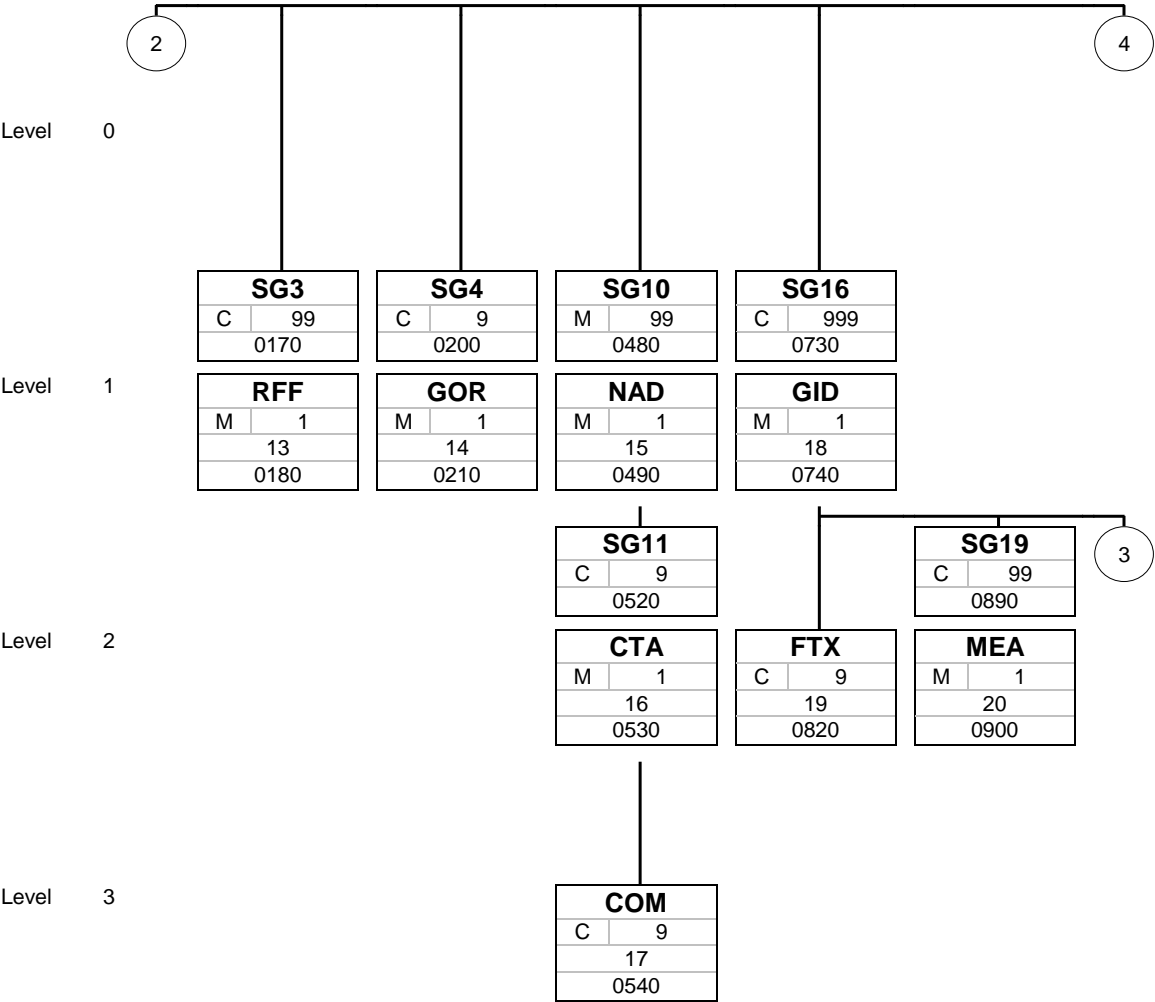 2 4
Level 0
SG3 SG4 SG10 SG16
C 99 C 9 M 99 C 999
0170 0200 0480 0730
Level 1
RFF GOR NAD GID
M 1 M 1 M 1 M 1
13 14 15 18
0180 0210 0490 0740
SG11 SG19 3
C 9 C 99
0520 0890
Level 2
CTA FTX MEA
M 1 C 9 M 1
16 19 20
0530 0820 0900
Level 3
COM
C 9
17
0540